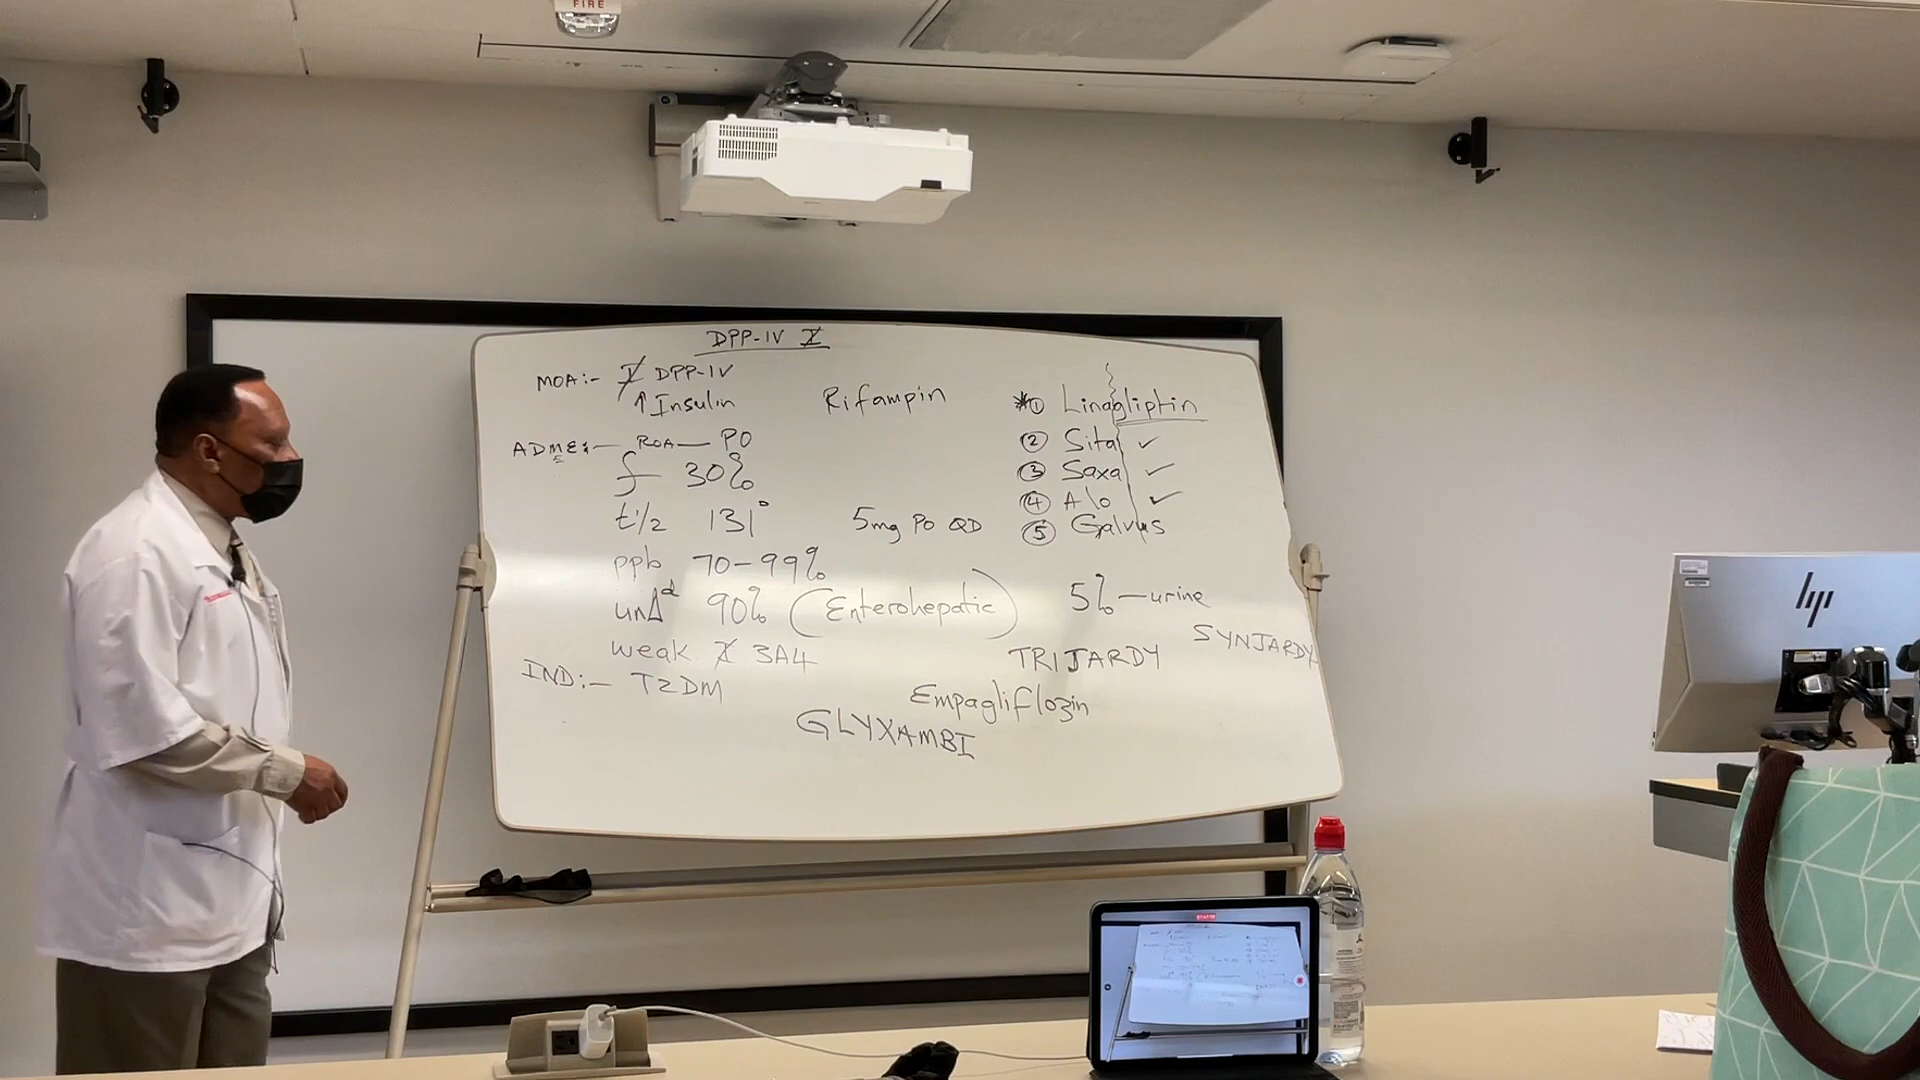 FIRE
DPP-IV I
MOA:- I DPP-IV
↑ Insulin
Rifampin
ADME:- ROA — PO
f 30%
t1/2 131°
5mg PO QD
ppb 70-99%
unΔd 90% (Enterohepatic)
weak I 3A4
IND:- T2DM
* ① Linagliptin
② Sita ✓
③ Saxa ✓
④ Alo ✓
⑤ Galvus
5% — urine
SYNJARDY
TRIJARDY
Empagliflozin
GLYXAMBI
hp